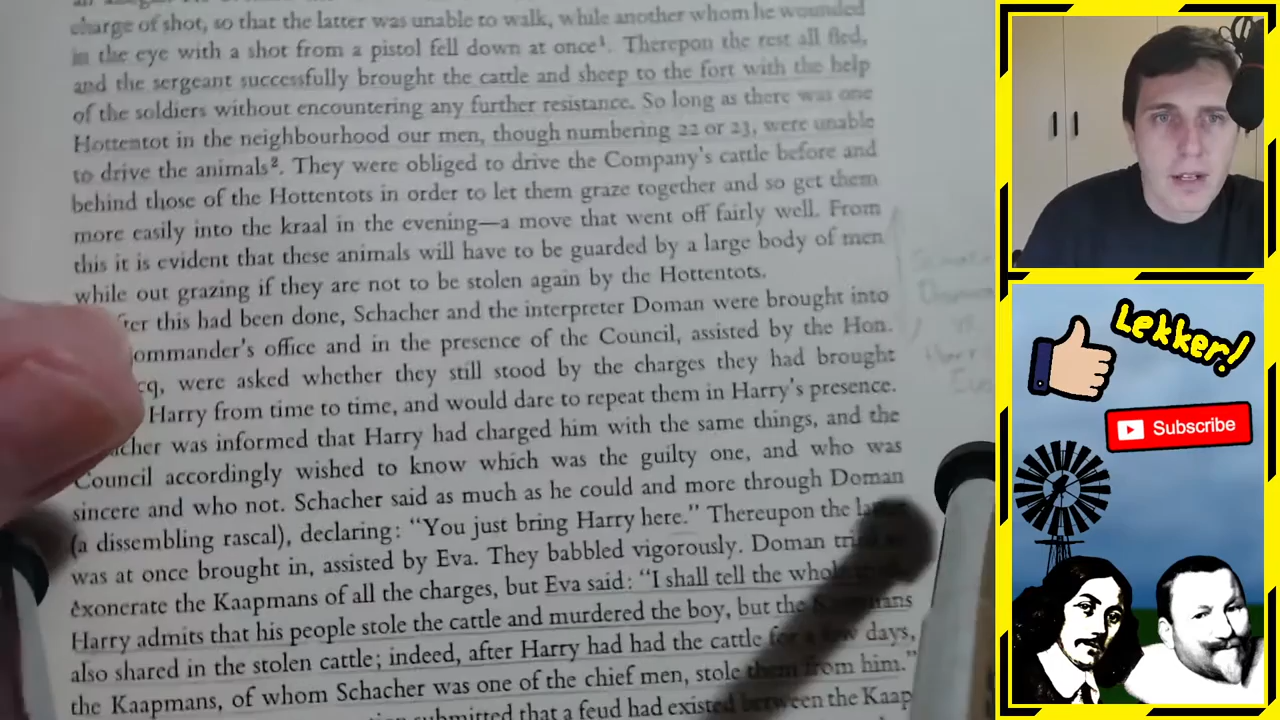 charge of shot, so that the latter was unable to walk, while another whom he wounded
in the eye with a shot from a pistol fell down at once¹. Therepon the rest all fled,
and the sergeant successfully brought the cattle and sheep to the fort with the help
of the soldiers without encountering any further resistance. So long as there was one
Hottentot in the neighbourhood our men, though numbering 22 or 23, were unable
to drive the animals². They were obliged to drive the Company's cattle before and
behind those of the Hottentots in order to let them graze together and so get them
more easily into the kraal in the evening—a move that went off fairly well. From
this it is evident that these animals will have to be guarded by a large body of men
while out grazing if they are not to be stolen again by the Hottentots.
this had been done, Schacher and the interpreter Doman were brought into
ommander's office and in the presence of the Council, assisted by the Hon.
cq, were asked whether they still stood by the charges they had brought
Harry from time to time, and would dare to repeat them in Harry's presence.
cher was informed that Harry had charged him with the same things, and the
Council accordingly wished to know which was the guilty one, and who was
sincere and who not. Schacher said as much as he could and more through Doman
(a dissembling rascal), declaring: "You just bring Harry here." Thereupon the
was at once brought in, assisted by Eva. They babbled vigorously. Doman
exonerate the Kaapmans of all the charges, but Eva said: "I shall tell the
Harry admits that his people stole the cattle and murdered the boy, but the
also shared in the stolen cattle; indeed, after Harry had had the cattle for a few days,
the Kaapmans, of whom Schacher was one of the chief men, stole them from him."
submitted that a feud had existed between the Kaap
Lekker!
Subscribe